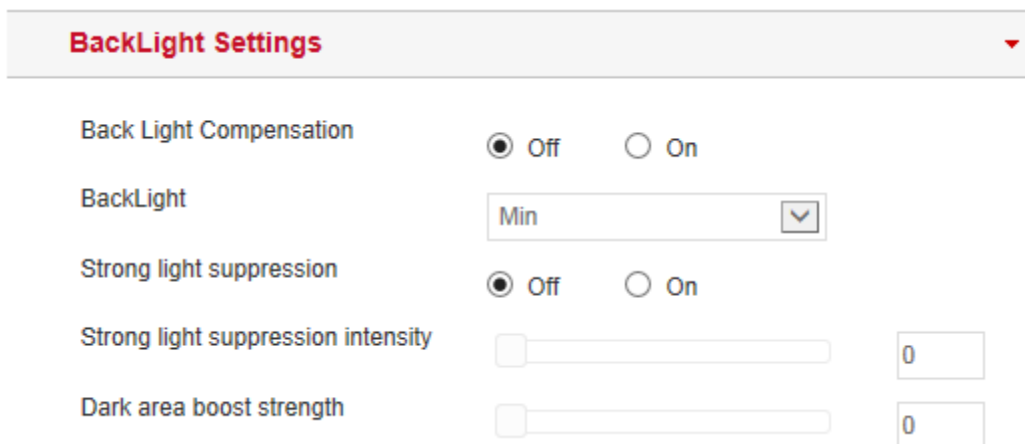 BackLight Settings
Back Light Compensation
Off On
BackLight
Min
Strong light suppression
Off On
Strong light suppression intensity
0
Dark area boost strength
0